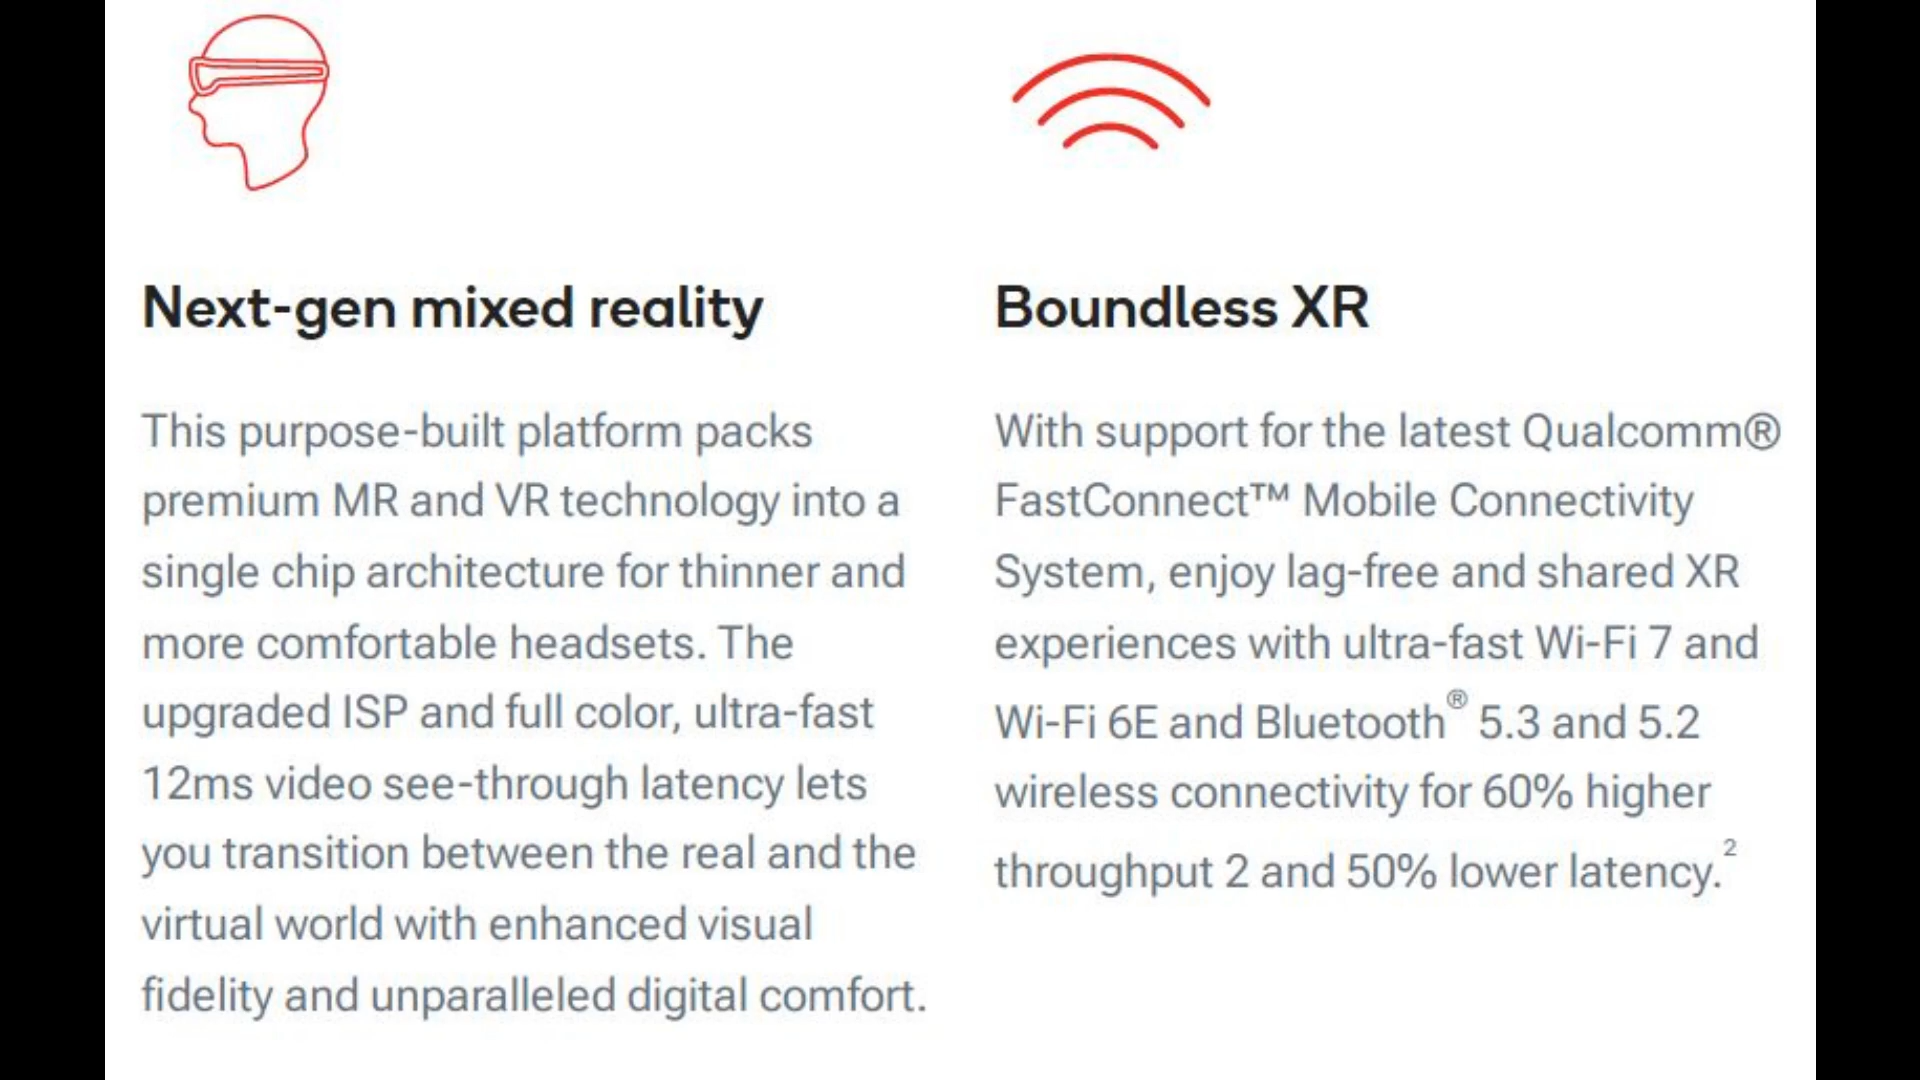 Next-gen mixed reality
This purpose-built platform packs
premium MR and VR technology into a
single chip architecture for thinner and
more comfortable headsets. The
upgraded ISP and full color, ultra-fast
12ms video see-through latency lets
you transition between the real and the
virtual world with enhanced visual
fidelity and unparalleled digital comfort.
Boundless XR
With support for the latest Qualcomm®
FastConnect™ Mobile Connectivity
System, enjoy lag-free and shared XR
experiences with ultra-fast Wi-Fi 7 and
Wi-Fi 6E and Bluetooth® 5.3 and 5.2
wireless connectivity for 60% higher
throughput 2 and 50% lower latency.²